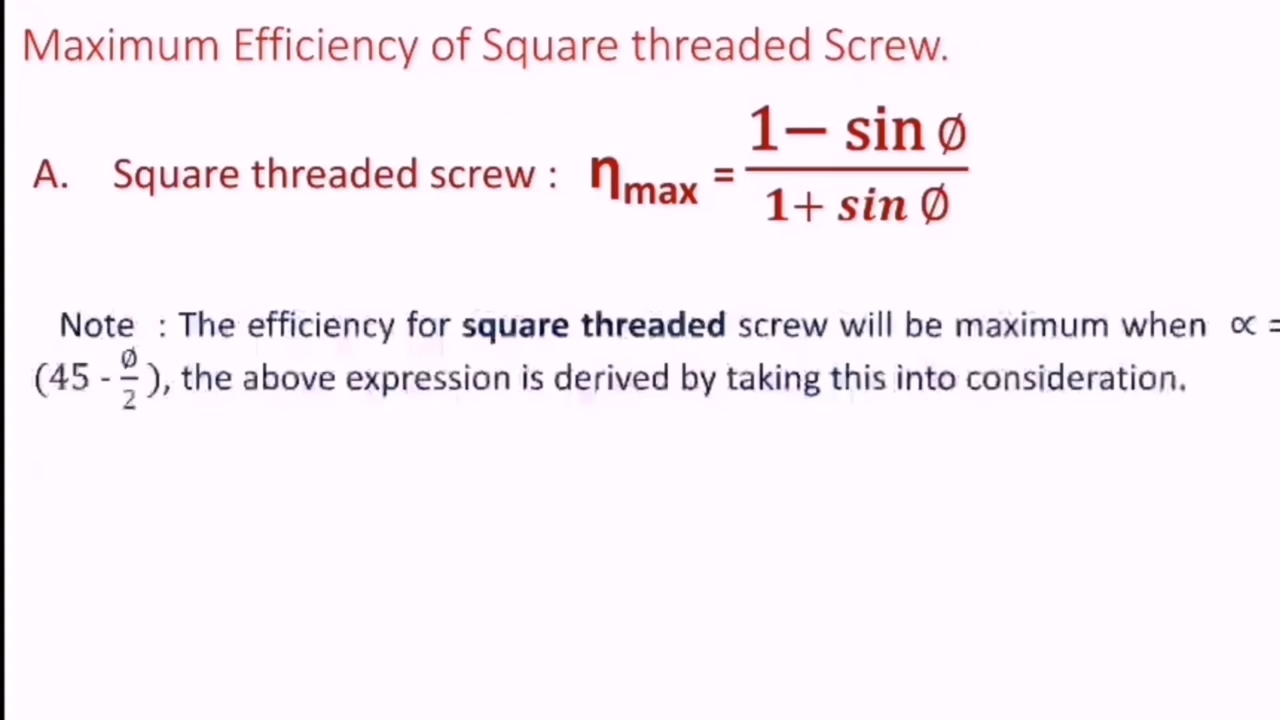 Maximum Efficiency of Square threaded Screw.
A. Square threaded screw : ηmax = (1− sin ∅)/(1+ sin ∅)
Note : The efficiency for square threaded screw will be maximum when ∝ =
(45 - ∅/2), the above expression is derived by taking this into consideration.